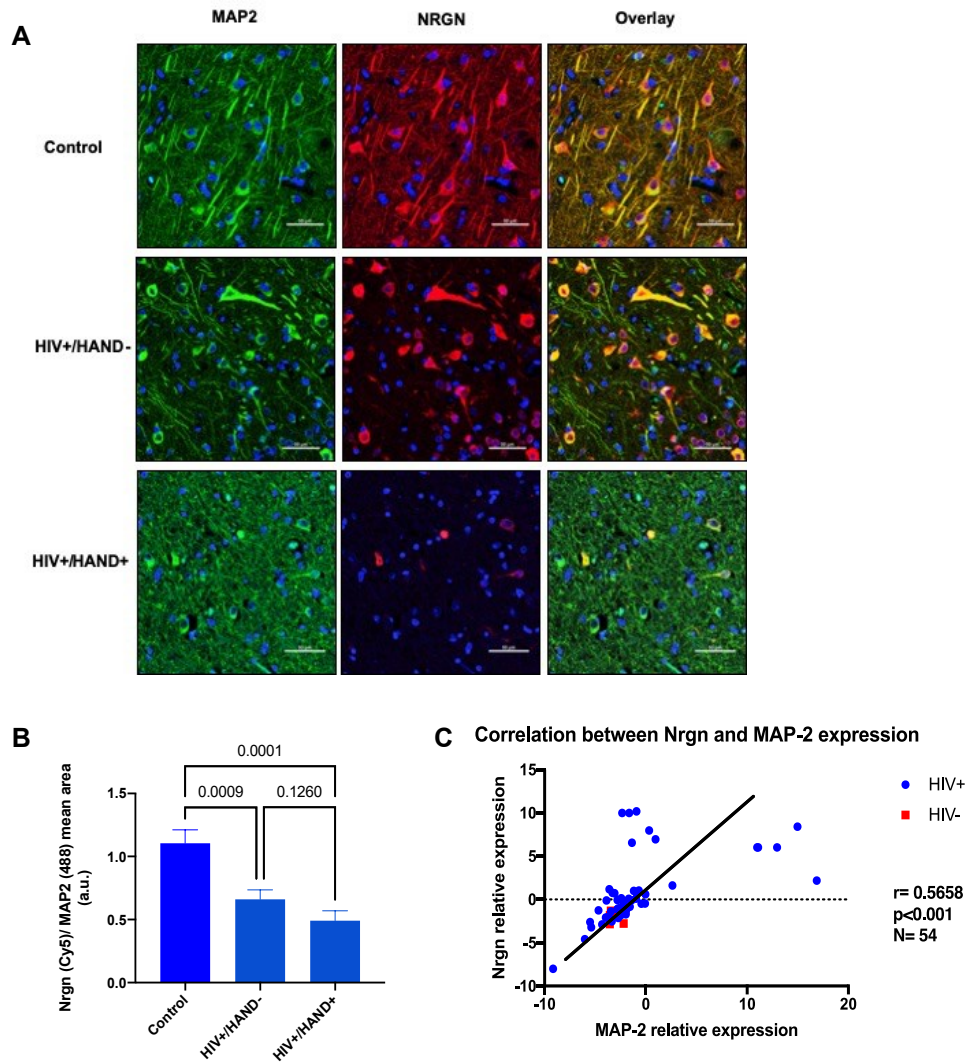 MAP2 NRGN Overlay
A
Control
HIV+/HAND-
HIV+/HAND+
B
0.0001
0.0009 0.1260
Nrgn (Cy5)/ MAP2 (488) mean area
(a.u.)
1.5
1.0
0.5
0.0
Control
HIV+/HAND-
HIV+/HAND+
C Correlation between Nrgn and MAP-2 expression
Nrgn relative expression
15
10
5
0
-5
-10
-10 0 10 20
MAP-2 relative expression
HIV+
HIV-
r= 0.5658
p<0.001
N= 54